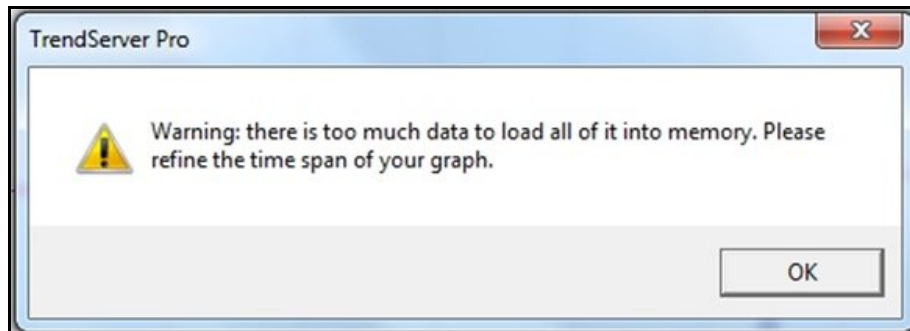 TrendServer Pro
Warning: there is too much data to load all of it into memory. Please
refine the time span of your graph.
OK